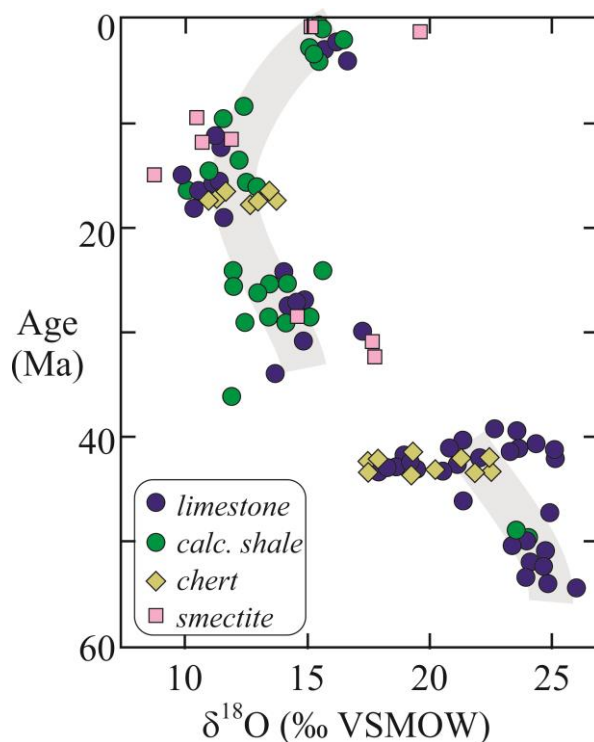 0
20
Age
(Ma)
40
60
limestone
calc. shale
chert
smectite
10 15 20 25
δ¹⁸O (‰ VSMOW)